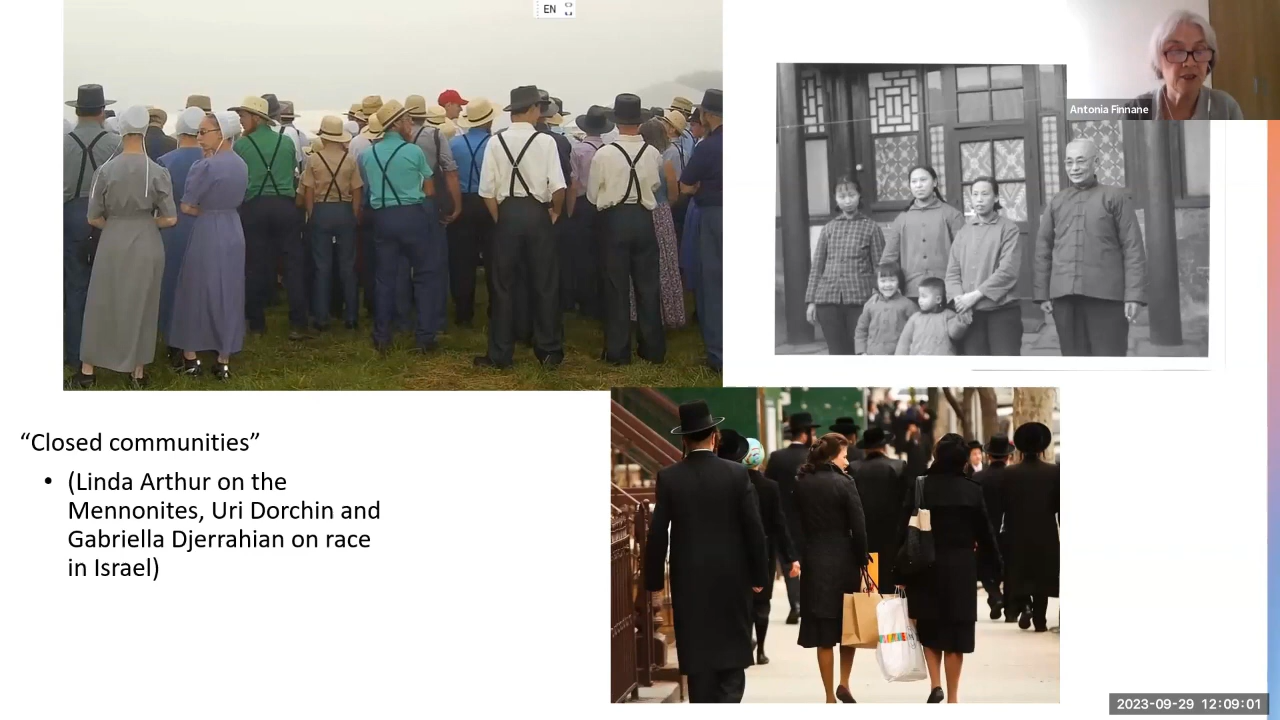 EN
Antonia Finnane
“Closed communities”
• (Linda Arthur on the
Mennonites, Uri Dorchin and
Gabriella Djerrahian on race
in Israel)
2023-09-29 12:09:01